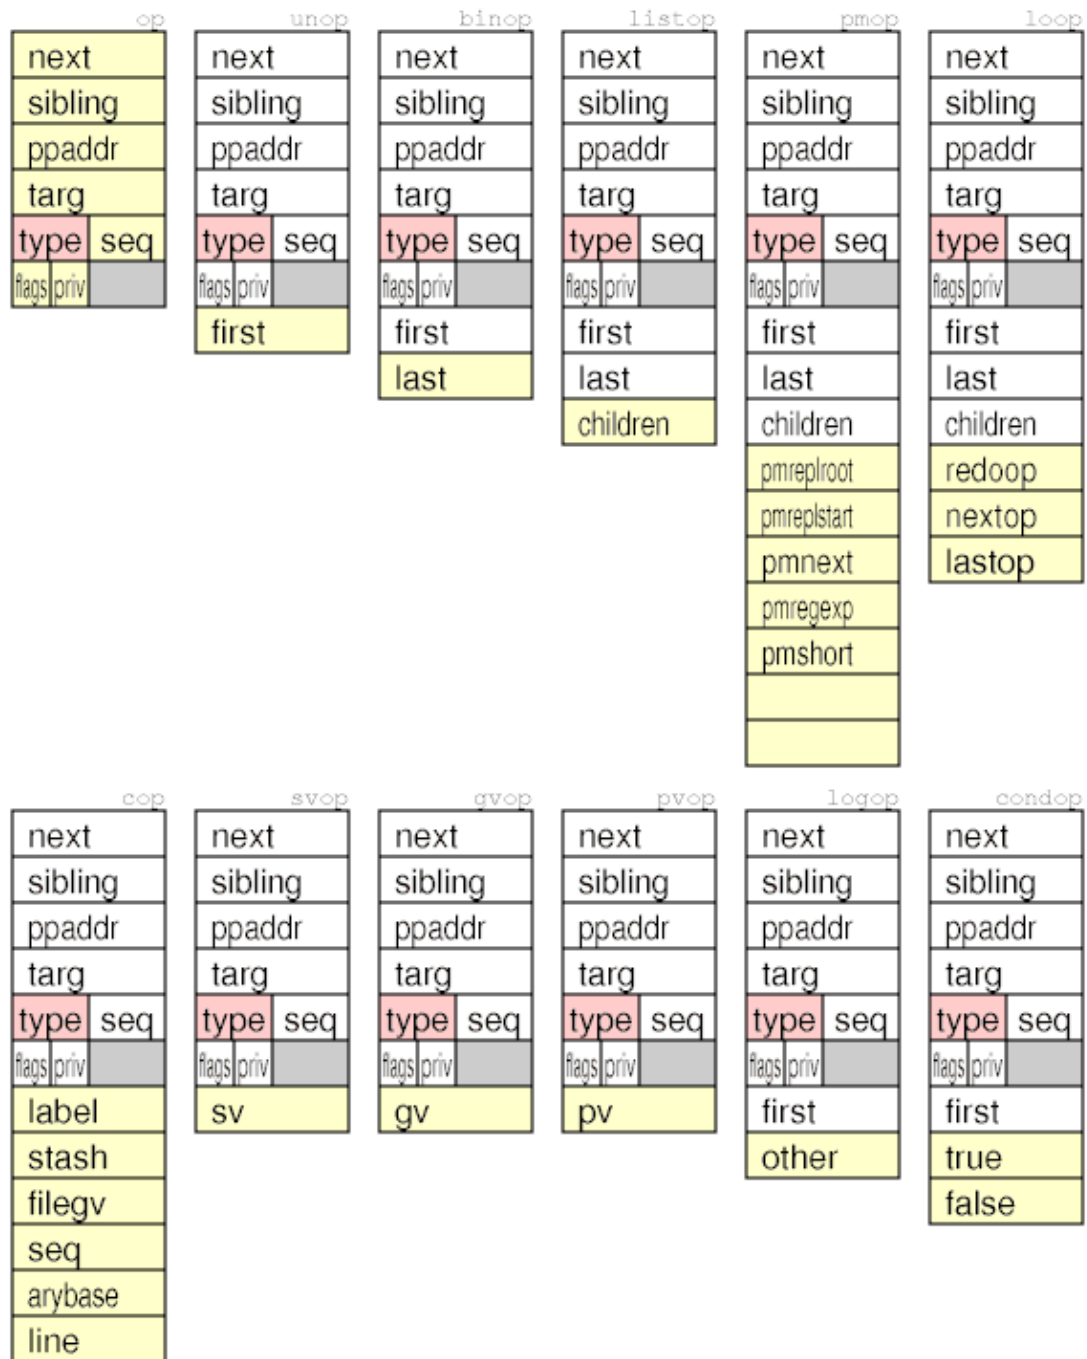 op unop binop listop pmop loop
next next next next next next
sibling sibling sibling sibling sibling sibling
ppaddr ppaddr ppaddr ppaddr ppaddr ppaddr
targ targ targ targ targ targ
type seq type seq type seq type seq type seq type seq
flags priv flags priv flags priv flags priv flags priv flags priv
first first first first first
last last last last
children children children
pmreplroot redoop
pmreplstart nextop
pmnext lastop
pmregexp
pmshort
cop svop gvop pvop logop condop
next next next next next next
sibling sibling sibling sibling sibling sibling
ppaddr ppaddr ppaddr ppaddr ppaddr ppaddr
targ targ targ targ targ targ
type seq type seq type seq type seq type seq type seq
flags priv flags priv flags priv flags priv flags priv flags priv
label sv gv pv first first
stash other true
filegv false
seq
arybase
line